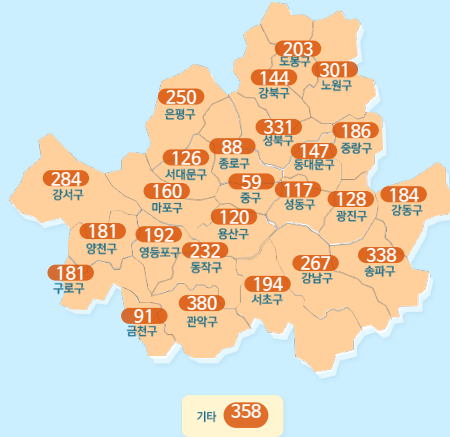 203
도봉구
301
노원구
144
강북구
250
은평구
331
성북구
186
중랑구
88
종로구
147
동대문구
126
서대문구
284
강서구
160
마포구
59
중구
117
성동구
128
광진구
184
강동구
120
용산구
181
양천구
192
영등포구
232
동작구
338
송파구
267
강남구
181
구로구
194
서초구
380
관악구
91
금천구
기타 358